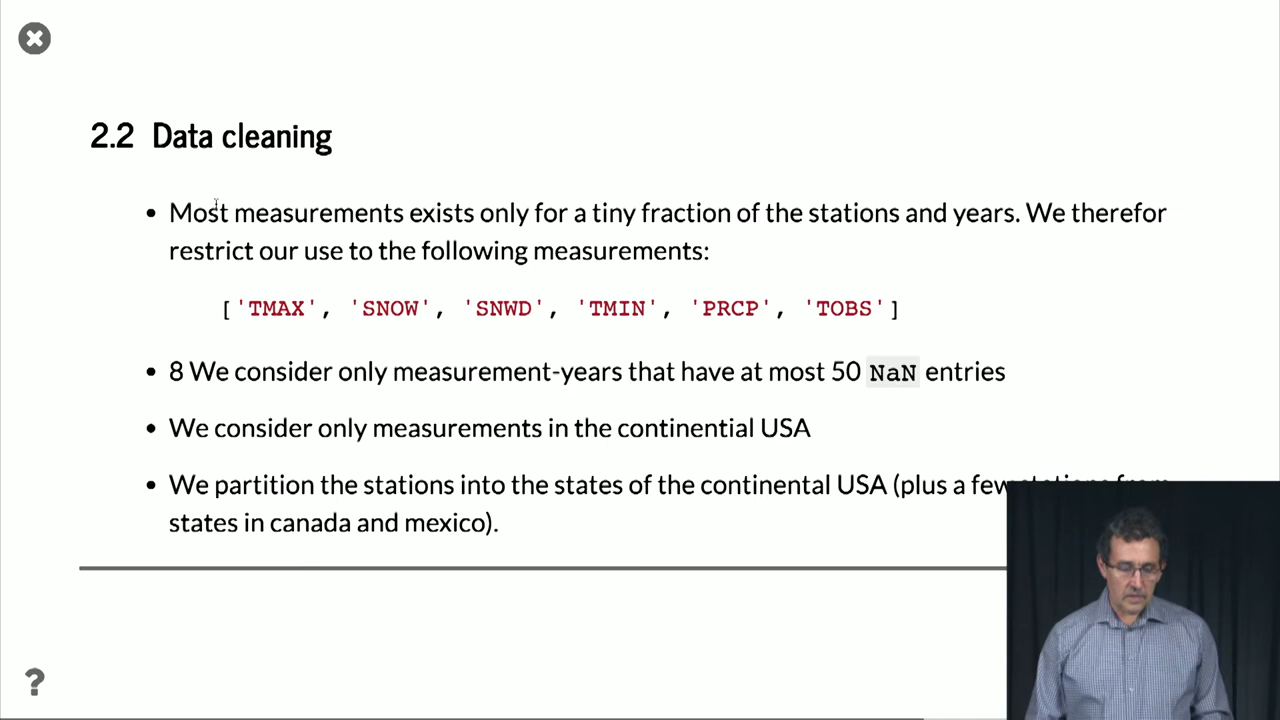 2.2 Data cleaning
• Most measurements exists only for a tiny fraction of the stations and years. We therefor
restrict our use to the following measurements:
['TMAX', 'SNOW', 'SNWD', 'TMIN', 'PRCP', 'TOBS']
• 8 We consider only measurement-years that have at most 50 NaN entries
• We consider only measurements in the continential USA
• We partition the stations into the states of the continental USA (plus a few stations from
states in canada and mexico).
?